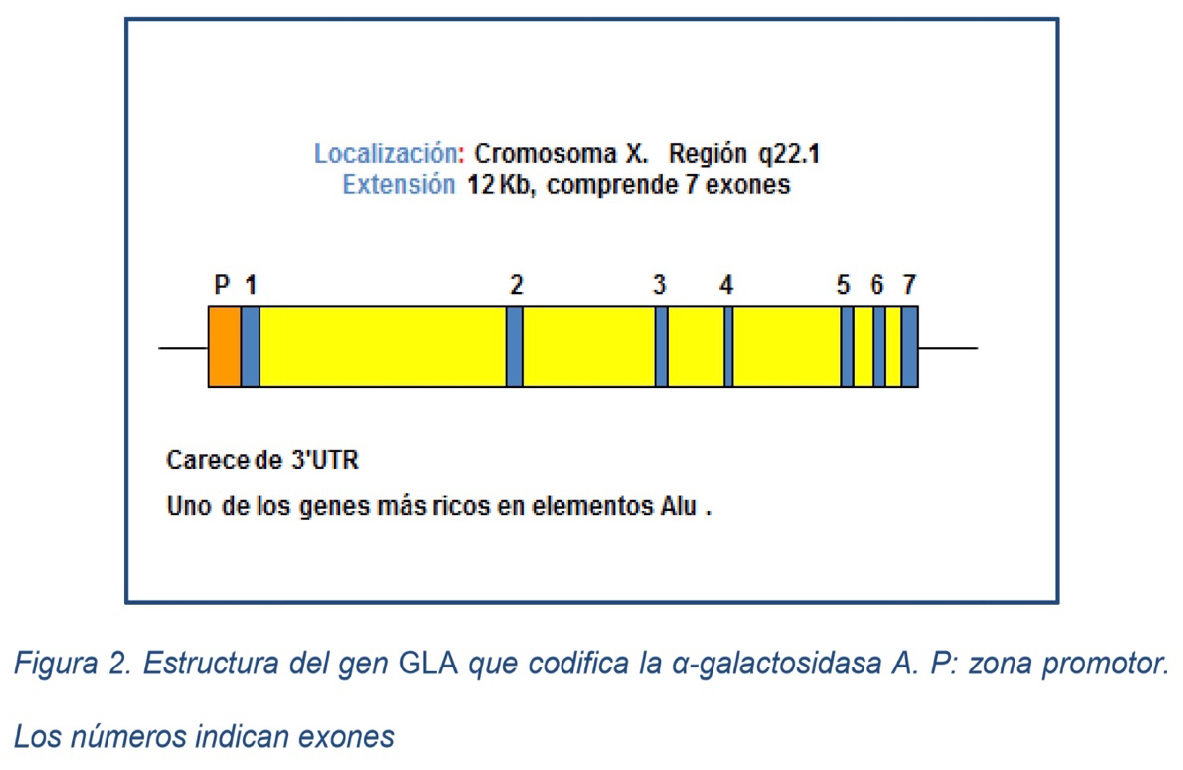 Localización: Cromosoma X. Región q22.1
Extensión 12 Kb, comprende 7 exones
P 1 2 3 4 5 6 7
Carece de 3'UTR
Uno de los genes más ricos en elementos Alu .
Figura 2. Estructura del gen GLA que codifica la α-galactosidasa A. P: zona promotor.
Los números indican exones